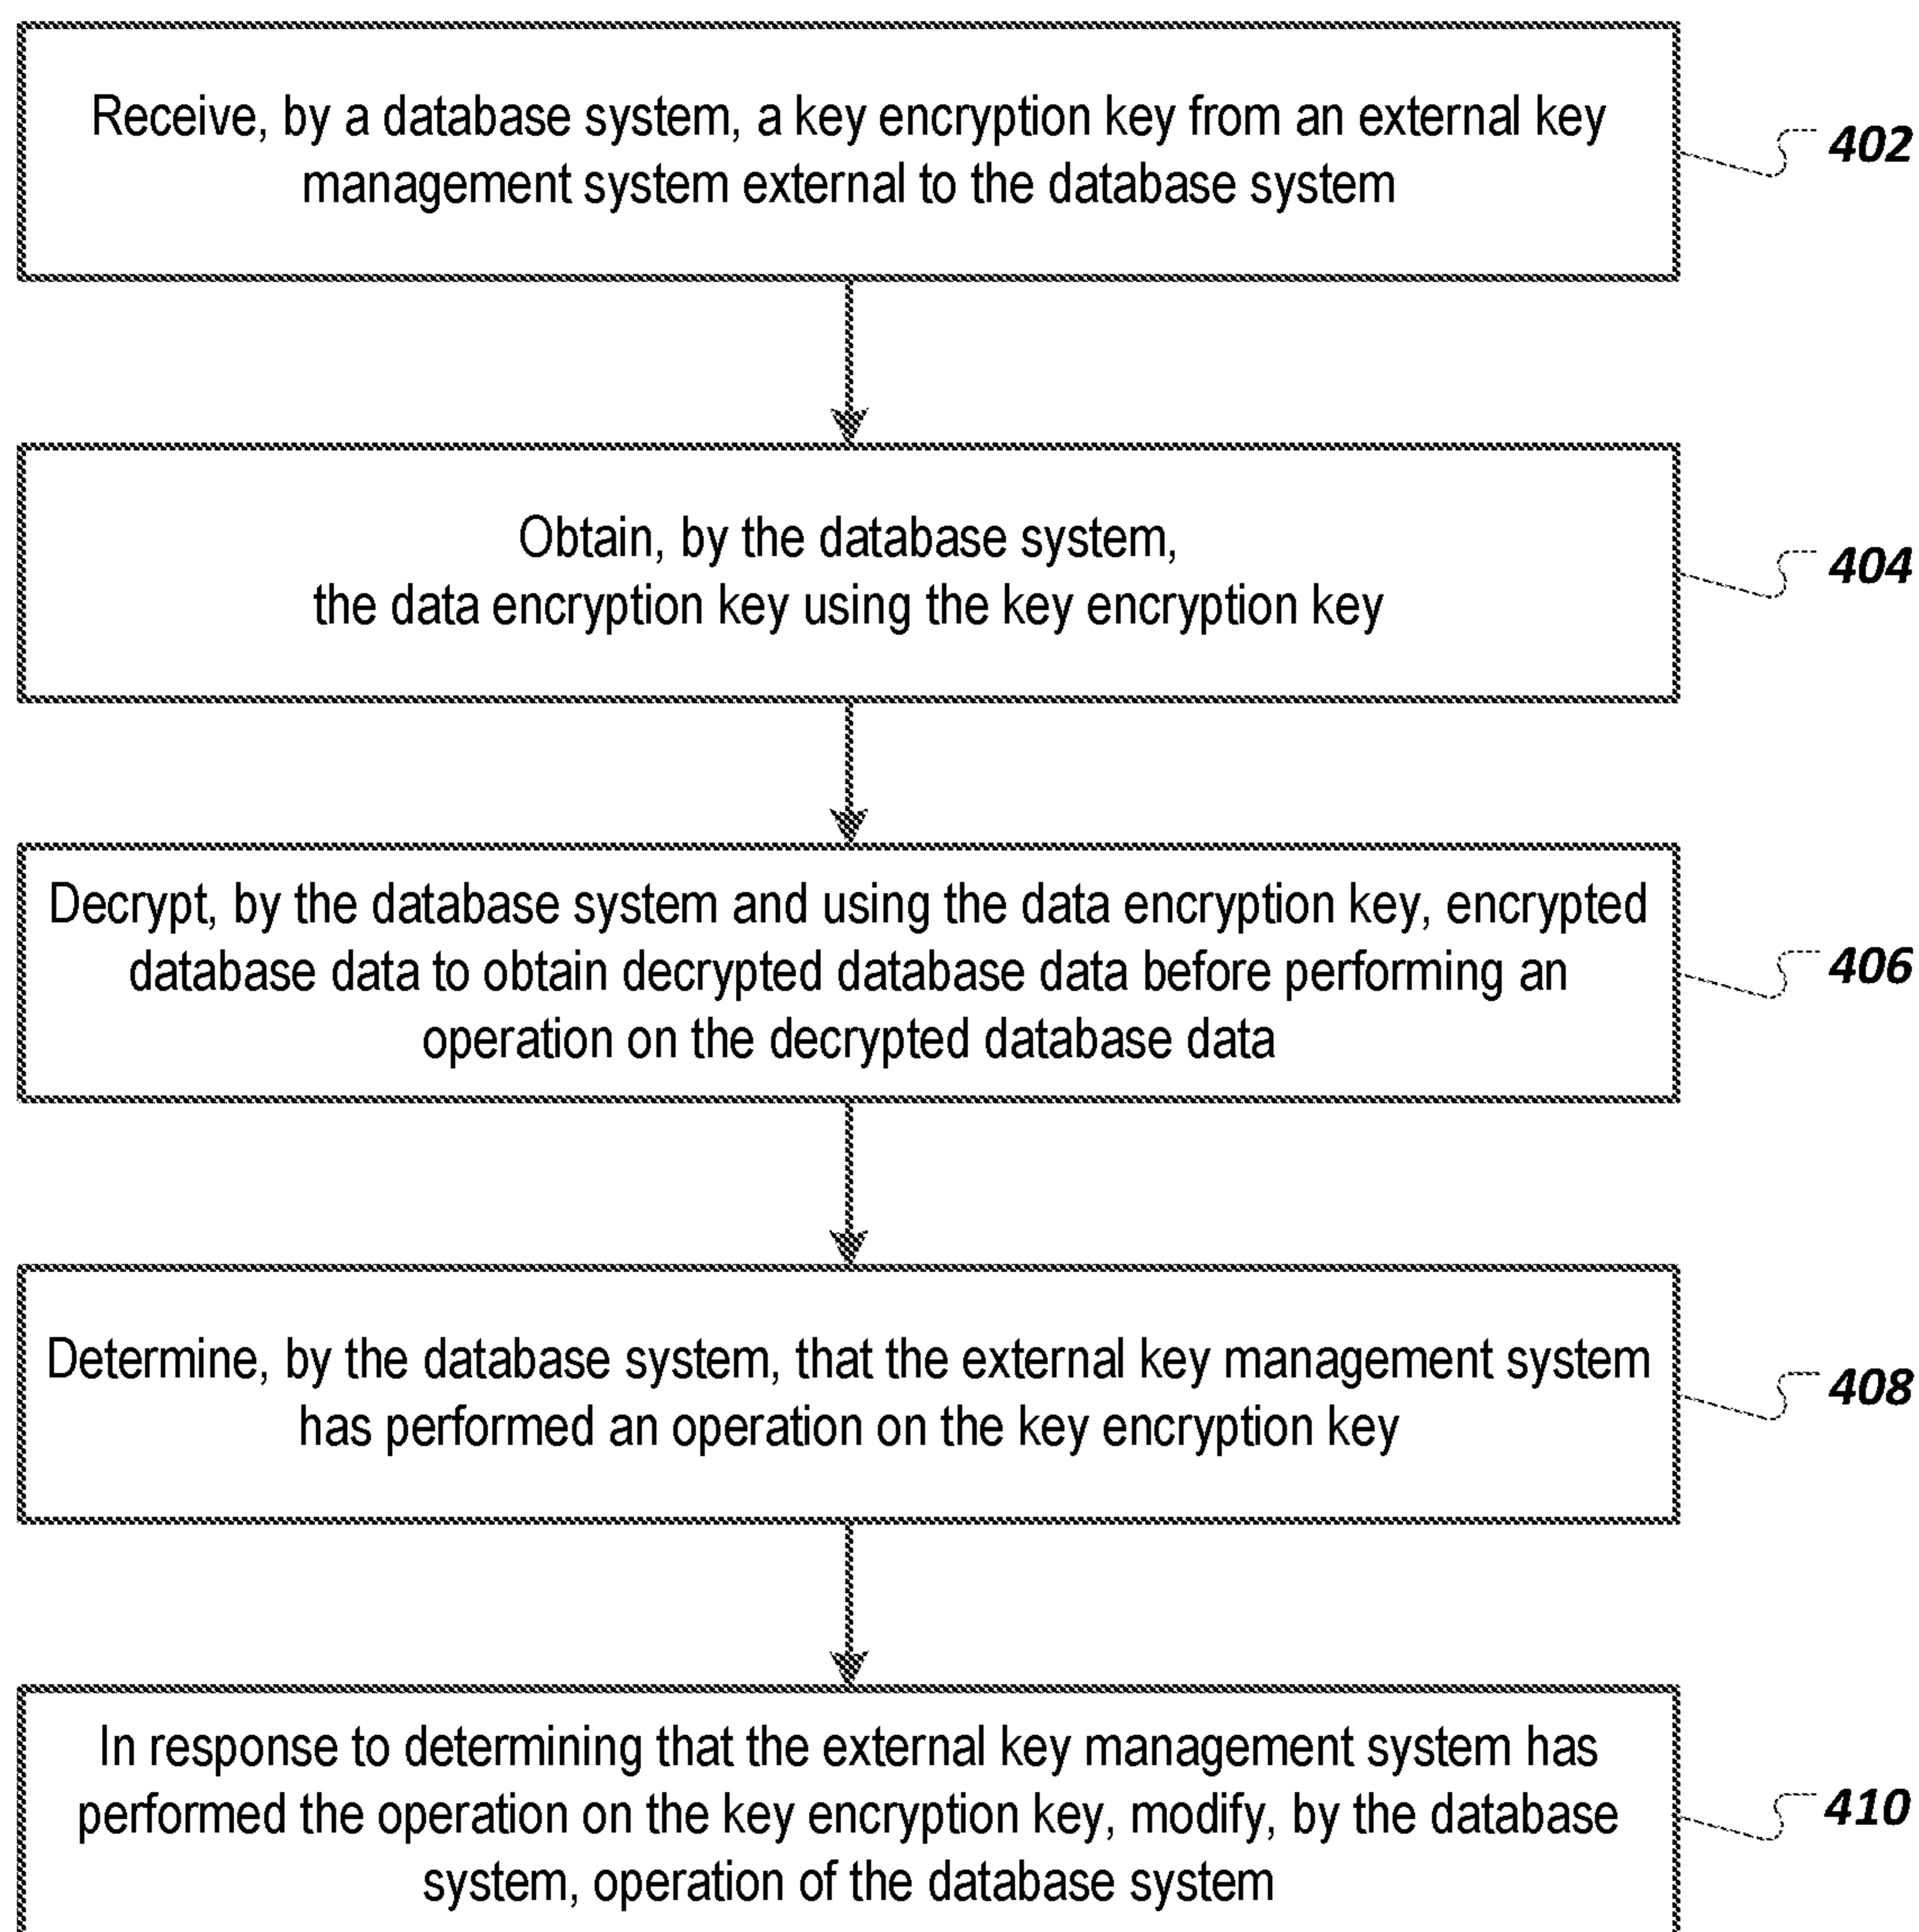 Receive, by a database system, a key encryption key from an external key
management system external to the database system
402
Obtain, by the database system,
the data encryption key using the key encryption key
404
Decrypt, by the database system and using the data encryption key, encrypted
database data to obtain decrypted database data before performing an
operation on the decrypted database data
406
Determine, by the database system, that the external key management system
has performed an operation on the key encryption key
408
In response to determining that the external key management system has
performed the operation on the key encryption key, modify, by the database
system, operation of the database system
410